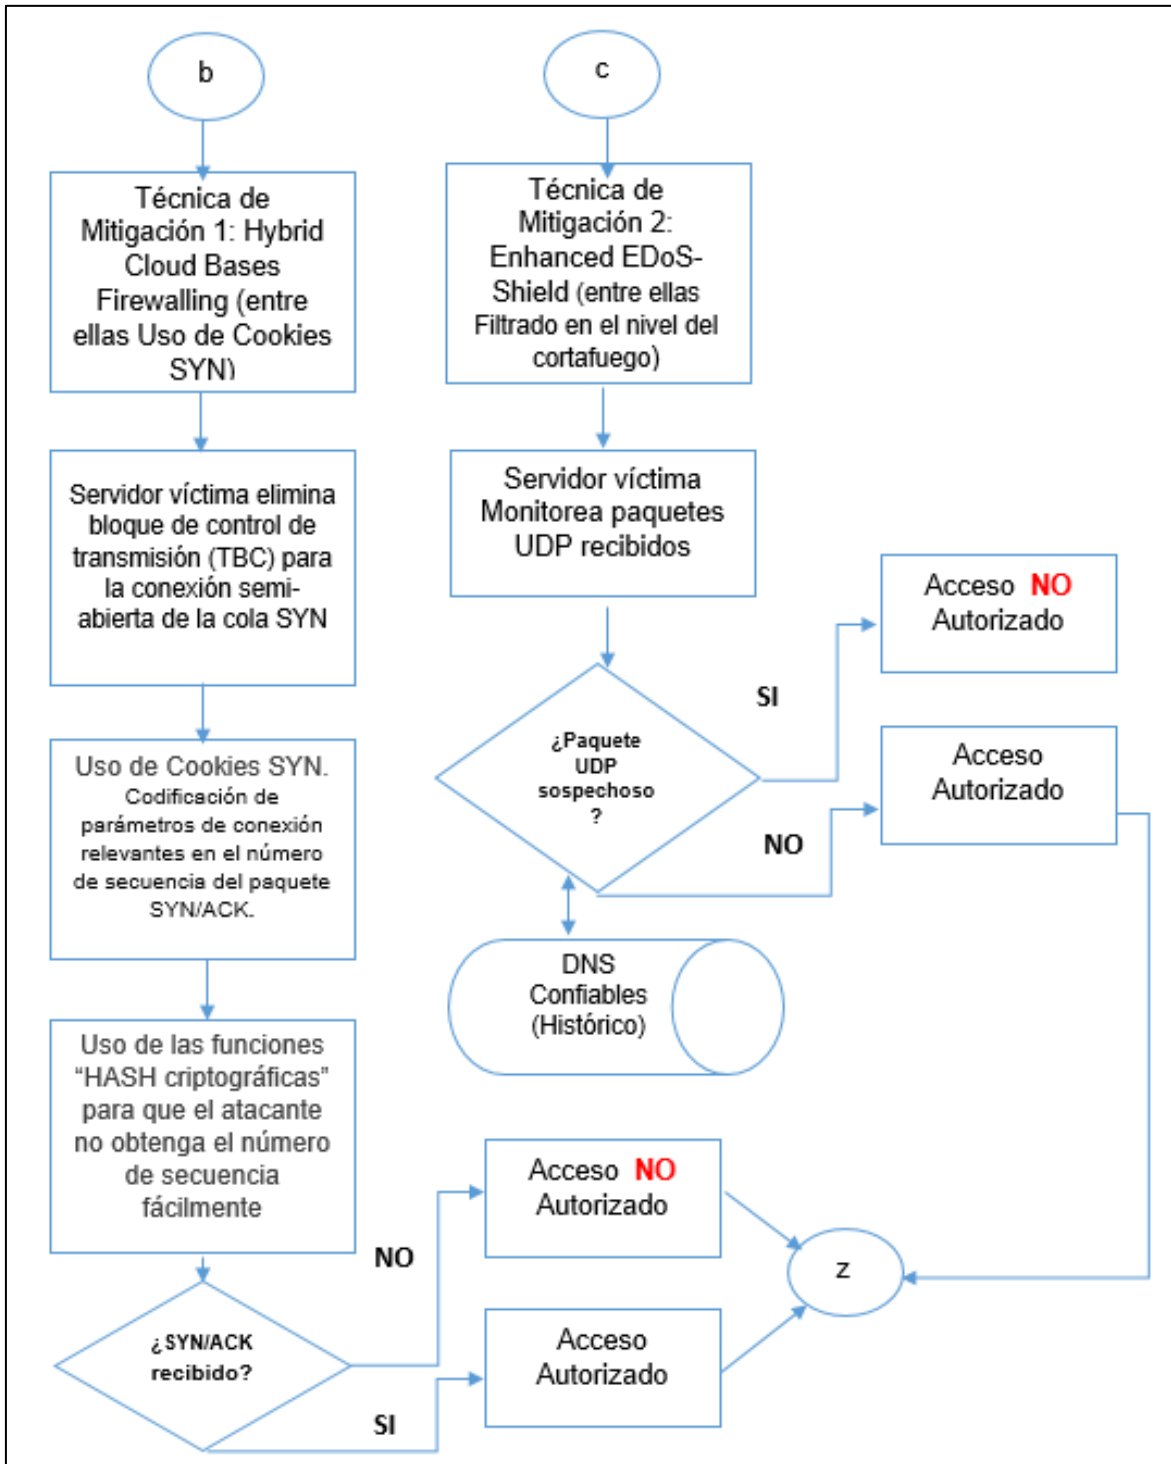 b
Técnica de
Mitigación 1: Hybrid
Cloud Bases
Firewalling (entre
ellas Uso de Cookies
SYN)
Servidor víctima elimina
bloque de control de
transmisión (TBC) para
la conexión semi-
abierta de la cola SYN
Uso de Cookies SYN.
Codificación de
parámetros de conexión
relevantes en el número
de secuencia del paquete
SYN/ACK.
Uso de las funciones
“HASH criptográficas”
para que el atacante
no obtenga el número
de secuencia
fácilmente
¿SYN/ACK
recibido?
NO
Acceso NO
Autorizado
SI
Acceso
Autorizado
c
Técnica de
Mitigación 2:
Enhanced EDoS-
Shield (entre ellas
Filtrado en el nivel del
cortafuego)
Servidor víctima
Monitorea paquetes
UDP recibidos
¿Paquete
UDP
sospechoso
?
SI
Acceso NO
Autorizado
NO
Acceso
Autorizado
DNS
Confiables
(Histórico)
z